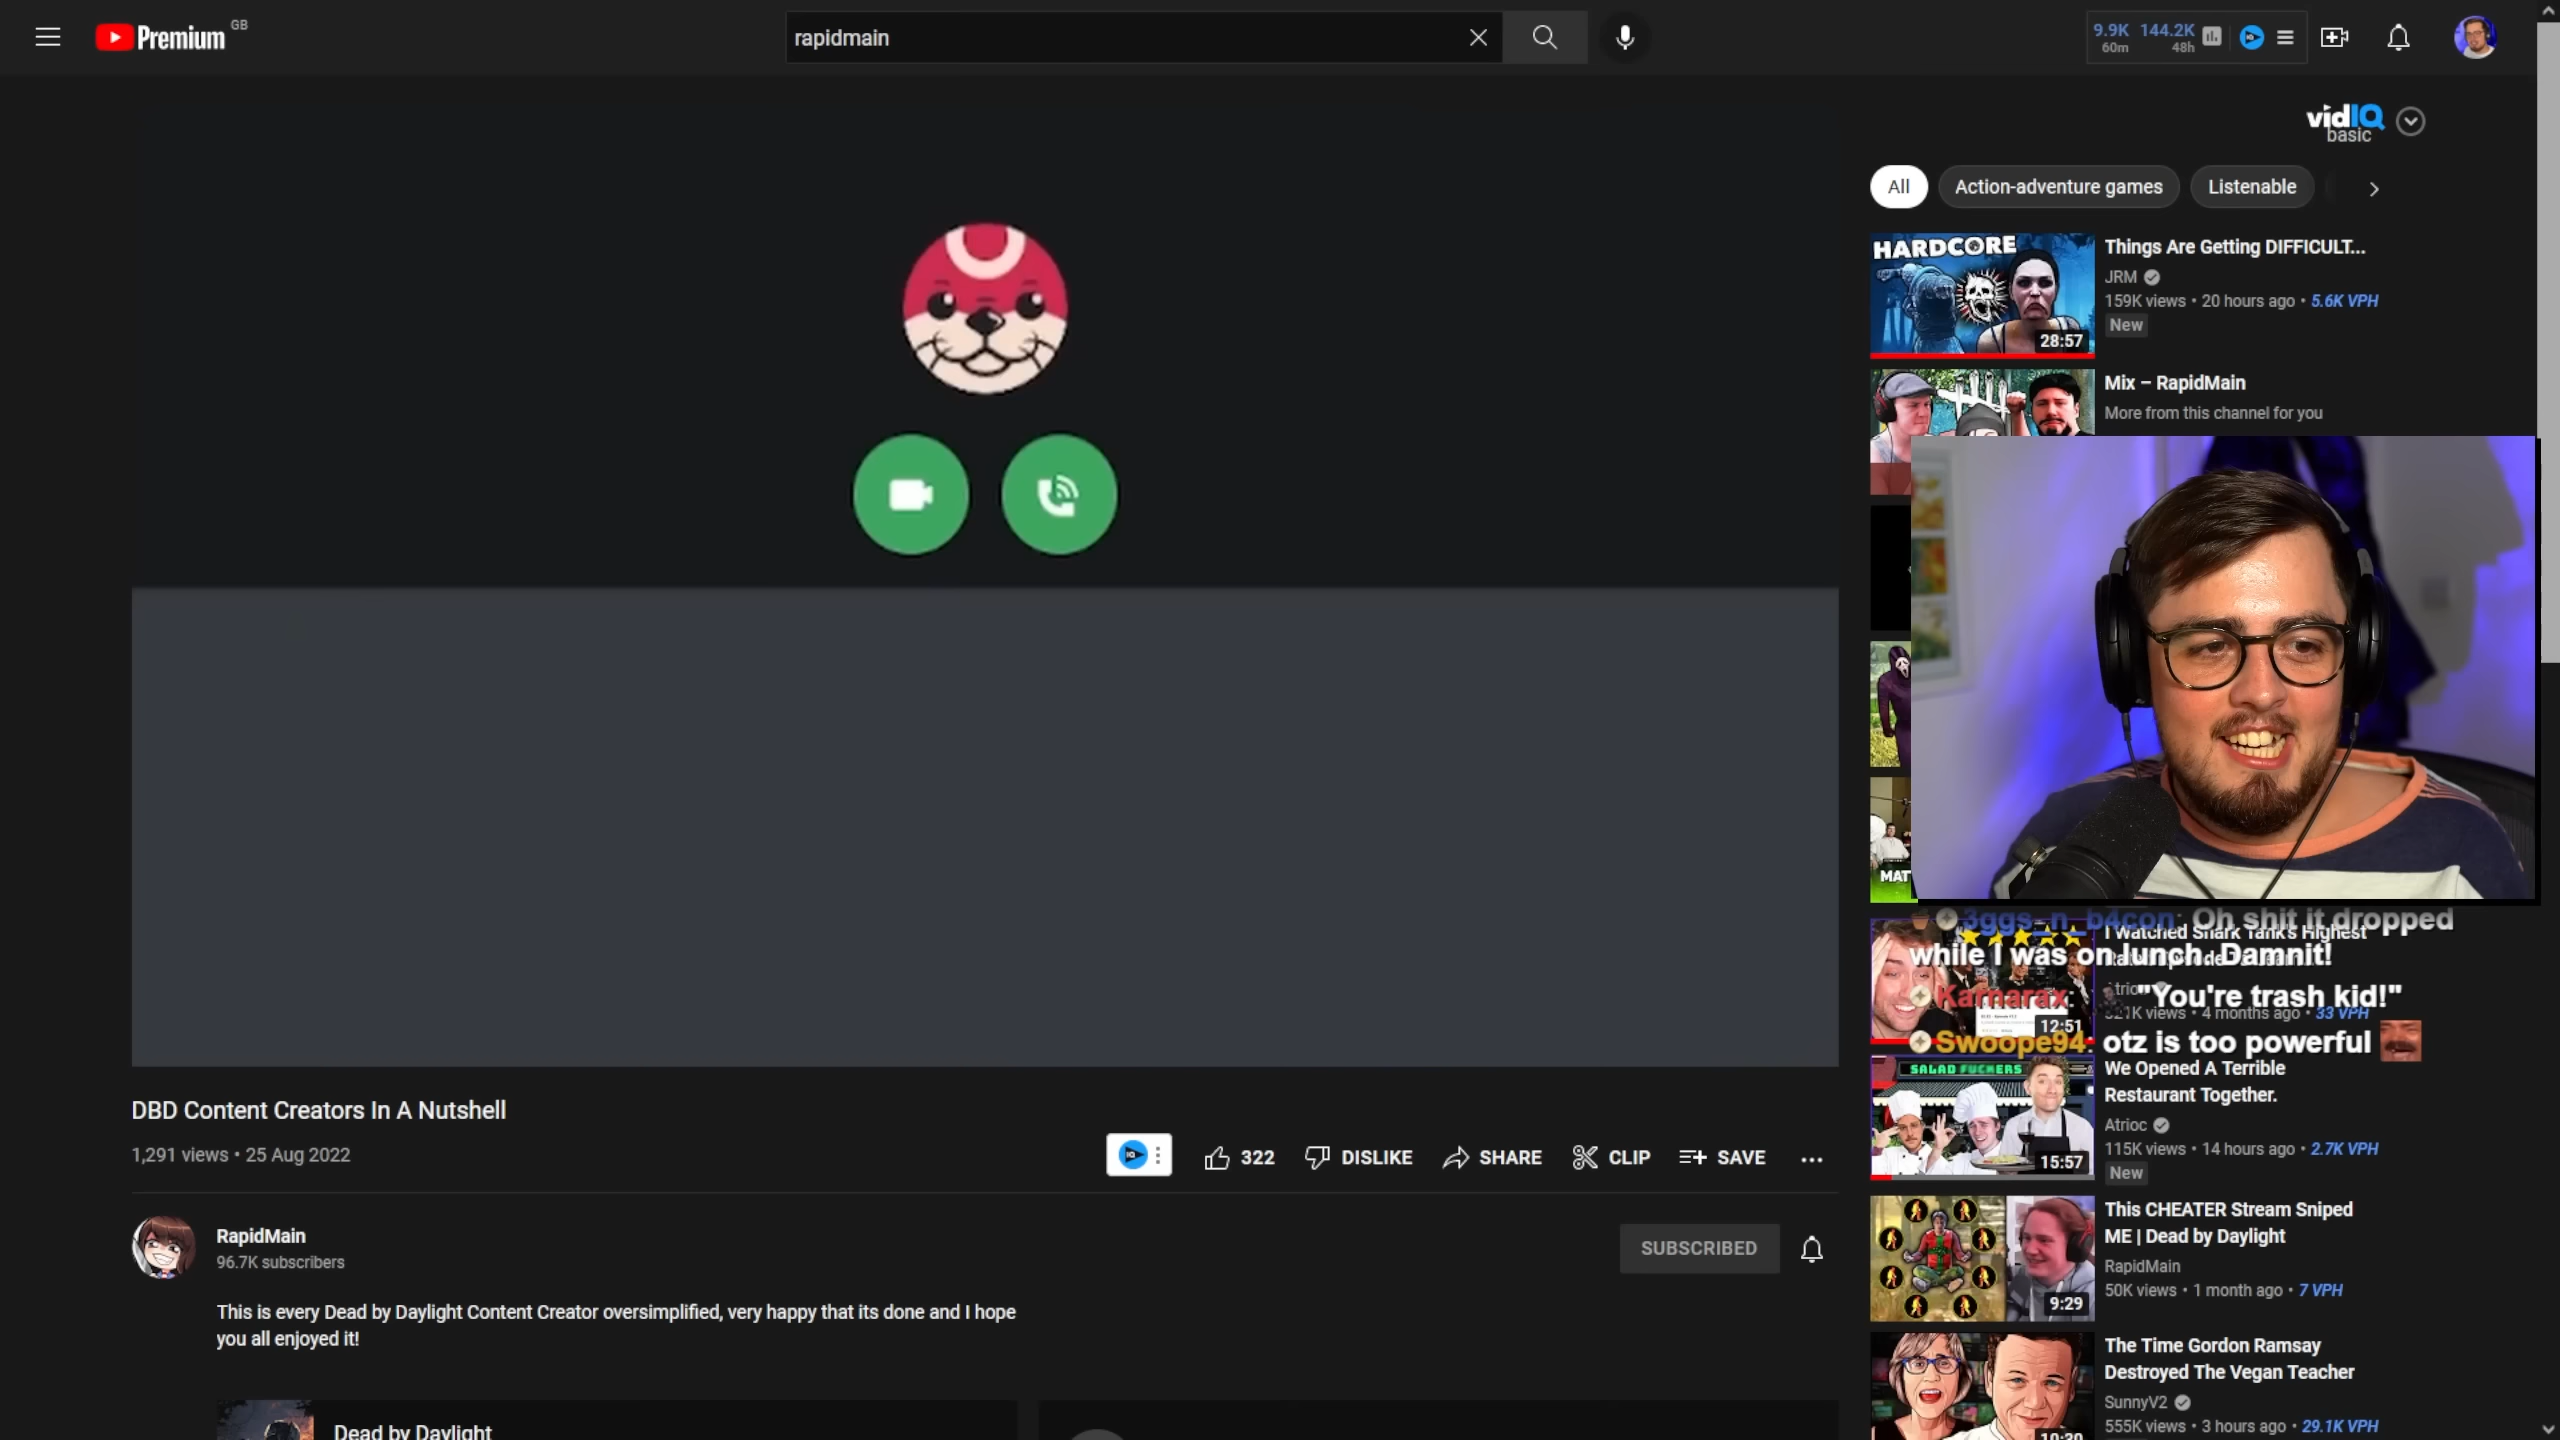 Premium GB
rapidmain
9.9K 144.2K
60m 48h
vidIQ
basic
All
Action-adventure games
Listenable
HARDCORE
28:57
Things Are Getting DIFFICULT...
JRM
159K views • 20 hours ago • 5.6K VPH
New
Mix – RapidMain
More from this channel for you
MAT
3ggs_n_b4con: Oh shit it dropped
while I was on lunch. Damnit!
Karnarax: "You're trash kid!"
Swoope94: otz is too powerful
I Watched Shark Tank's Highest
4 months ago • 33 VPH
12:51
SALAD FUCKERS
15:57
We Opened A Terrible
Restaurant Together.
Atrioc
115K views • 14 hours ago • 2.7K VPH
New
9:29
This CHEATER Stream Sniped
ME | Dead by Daylight
RapidMain
50K views • 1 month ago • 7 VPH
The Time Gordon Ramsay
Destroyed The Vegan Teacher
SunnyV2
555K views • 3 hours ago • 29.1K VPH
DBD Content Creators In A Nutshell
1,291 views • 25 Aug 2022
322
DISLIKE
SHARE
CLIP
SAVE
RapidMain
96.7K subscribers
SUBSCRIBED
This is every Dead by Daylight Content Creator oversimplified, very happy that its done and I hope
you all enjoyed it!
Dead by Daylight